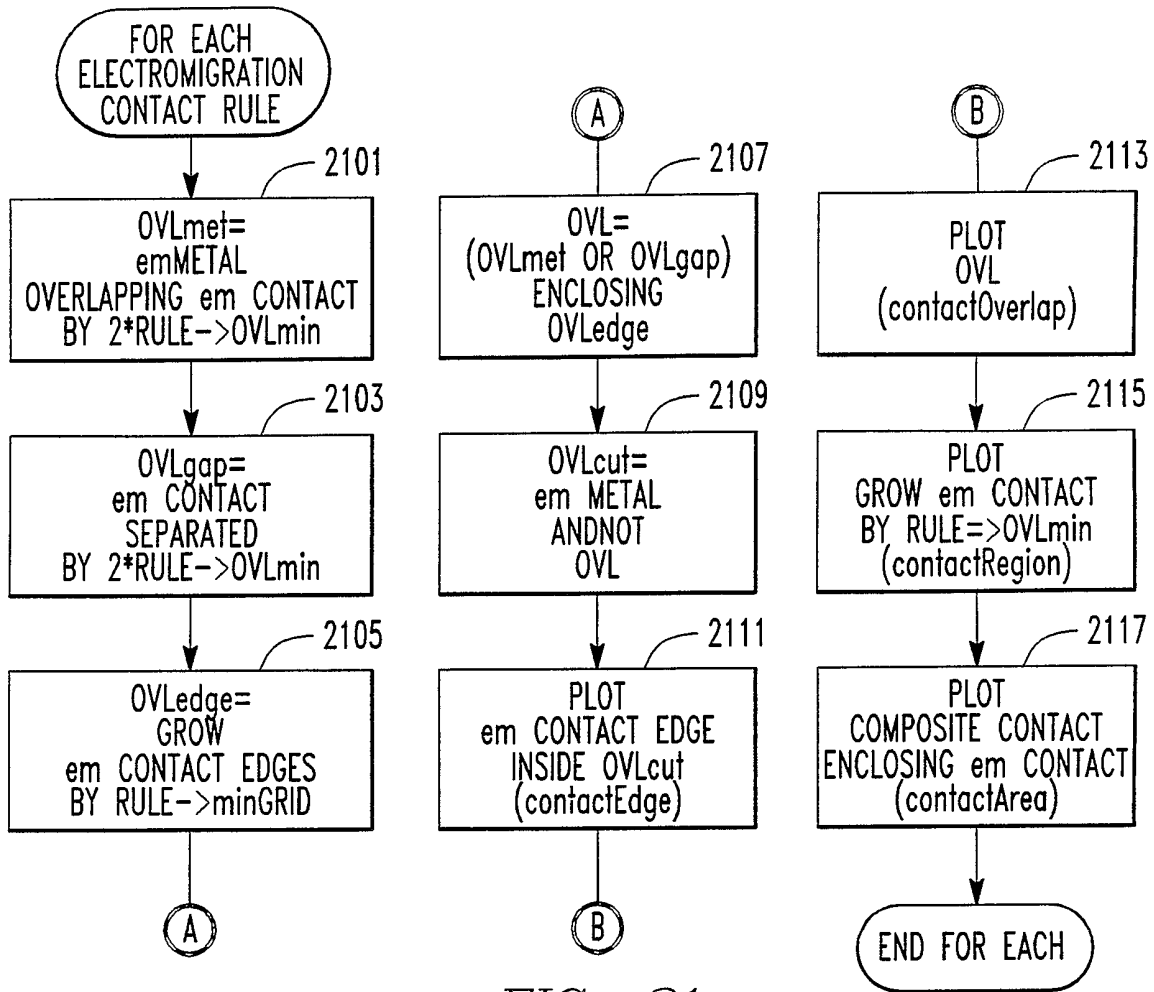 FOR EACH
ELECTROMIGRATION
CONTACT RULE
2101
OVLmet=
emMETAL
OVERLAPPING em CONTACT
BY 2*RULE->OVLmin
2103
OVLgap=
em CONTACT
SEPARATED
BY 2*RULE->OVLmin
2105
OVLedge=
GROW
em CONTACT EDGES
BY RULE->minGRID
A
A
2107
OVL=
(OVLmet OR OVLgap)
ENCLOSING
OVLedge
2109
OVLcut=
em METAL
ANDNOT
OVL
2111
PLOT
em CONTACT EDGE
INSIDE OVLcut
(contactEdge)
B
B
2113
PLOT
OVL
(contactOverlap)
2115
PLOT
GROW em CONTACT
BY RULE=>OVLmin
(contactRegion)
2117
PLOT
COMPOSITE CONTACT
ENCLOSING em CONTACT
(contactArea)
END FOR EACH